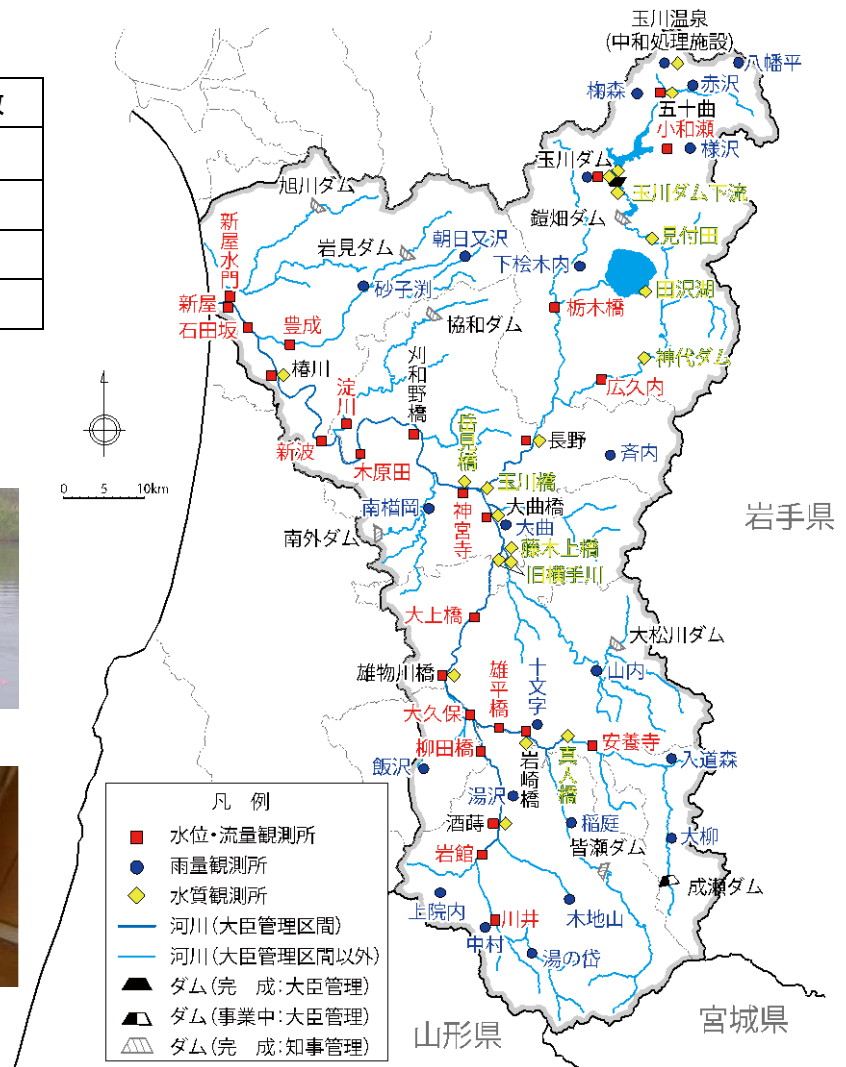 玉川温泉
(中和処理施設)
八幡平
赤沢
栂森
五十曲
小和瀬
様沢
玉川ダム
玉川ダム下流
旭川ダム
鎧畑ダム
見付田
新屋水門
岩見ダム
朝日又沢
下桧木内
田沢湖
砂子渕
新屋
石田坂
豊成
協和ダム
栃木橋
神代ダム
椿川
刈和野橋
広久内
淀川
新波
木原田
岳見橋
長野
斉内
玉川橋
南楢岡
神宮寺
大曲橋
大曲
岩手県
南外ダム
藤木上橋
旧横手川
大上橋
大松川ダム
雄物川橋
山内
雄平橋
十文字
大久保
柳田橋
岩崎橋
真人橋
安養寺
入道森
飯沢
湯沢
酒蒔
稲庭
大柳
岩館
皆瀬ダム
成瀬ダム
上院内
川井
木地山
中村
湯の岱
山形県
宮城県
0 5 10km
凡 例
水位・流量観測所
雨量観測所
水質観測所
河川(大臣管理区間)
河川(大臣管理区間以外)
ダム(完 成:大臣管理)
ダム(事業中:大臣管理)
ダム(完 成:知事管理)